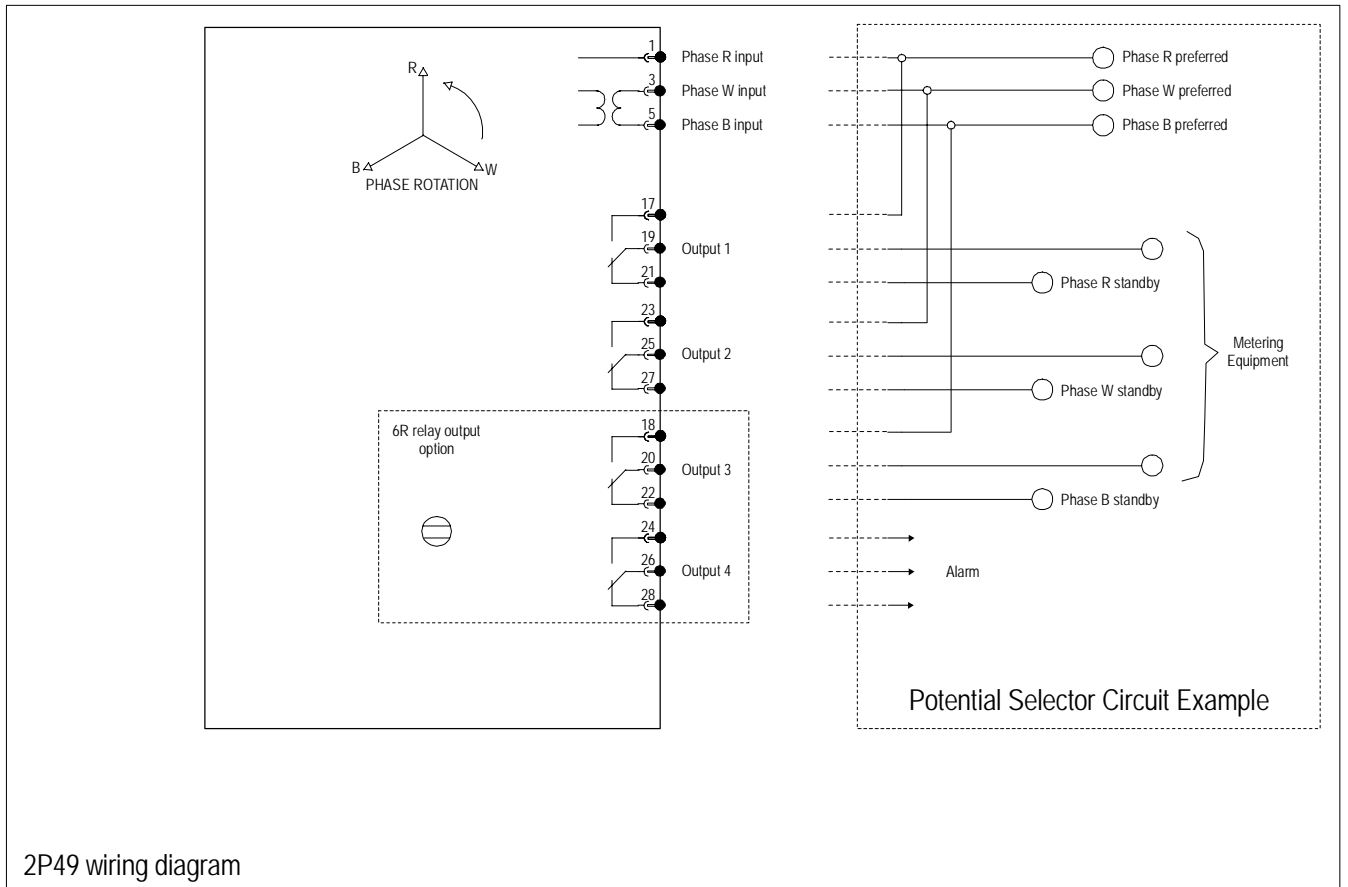 1 Phase R input Phase R preferred
R
3 Phase W input Phase W preferred
5 Phase B input Phase B preferred
B W
PHASE ROTATION
17
19 Output 1
21 Phase R standby
23
25 Output 2
Metering
Equipment
27 Phase W standby
6R relay output
option
18
20 Output 3
22 Phase B standby
24
26 Output 4 Alarm
28
Potential Selector Circuit Example
2P49 wiring diagram